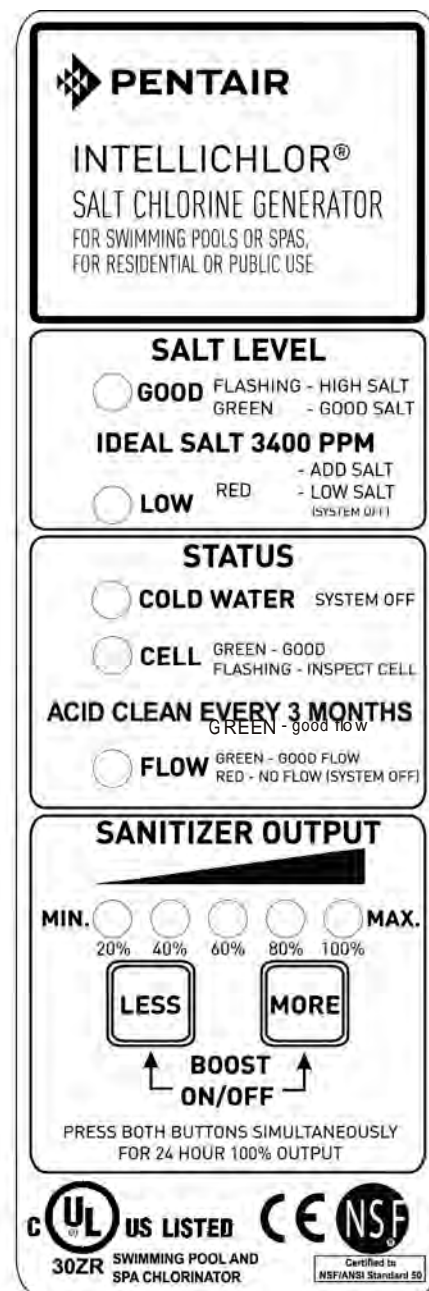 PENTAIR
INTELLICHLOR®
SALT CHLORINE GENERATOR
FOR SWIMMING POOLS OR SPAS,
FOR RESIDENTIAL OR PUBLIC USE
SALT LEVEL
GOOD FLASHING - HIGH SALT
GREEN - GOOD SALT
IDEAL SALT 3400 PPM
- ADD SALT
LOW RED - LOW SALT
(SYSTEM OFF)
STATUS
COLD WATER SYSTEM OFF
CELL GREEN - GOOD
FLASHING - INSPECT CELL
ACID CLEAN EVERY 3 MONTHS
GREEN - good flow
FLOW GREEN - GOOD FLOW
RED - NO FLOW (SYSTEM OFF)
SANITIZER OUTPUT
MIN. MAX.
20% 40% 60% 80% 100%
LESS MORE
BOOST
ON/OFF
PRESS BOTH BUTTONS SIMULTANEOUSLY
FOR 24 HOUR 100% OUTPUT
C UL ® US LISTED CE NSF®
30ZR SWIMMING POOL AND
SPA CHLORINATOR
Certified to
NSF/ANSI Standard 50